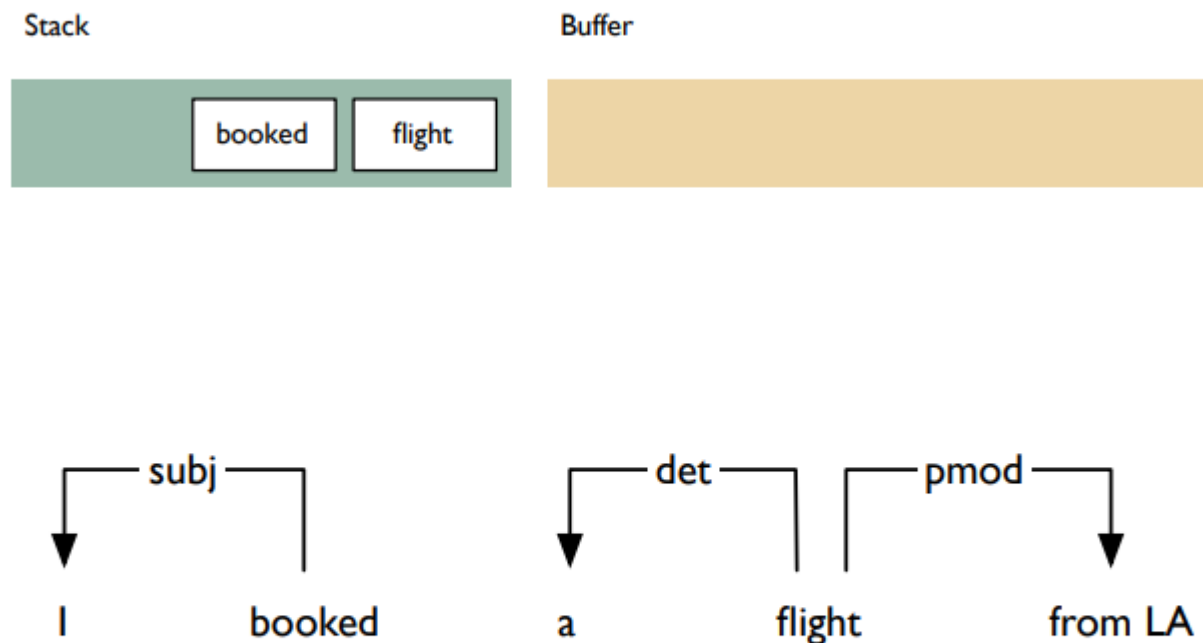 Stack Buffer
booked flight
subj det pmod
I booked a flight from LA